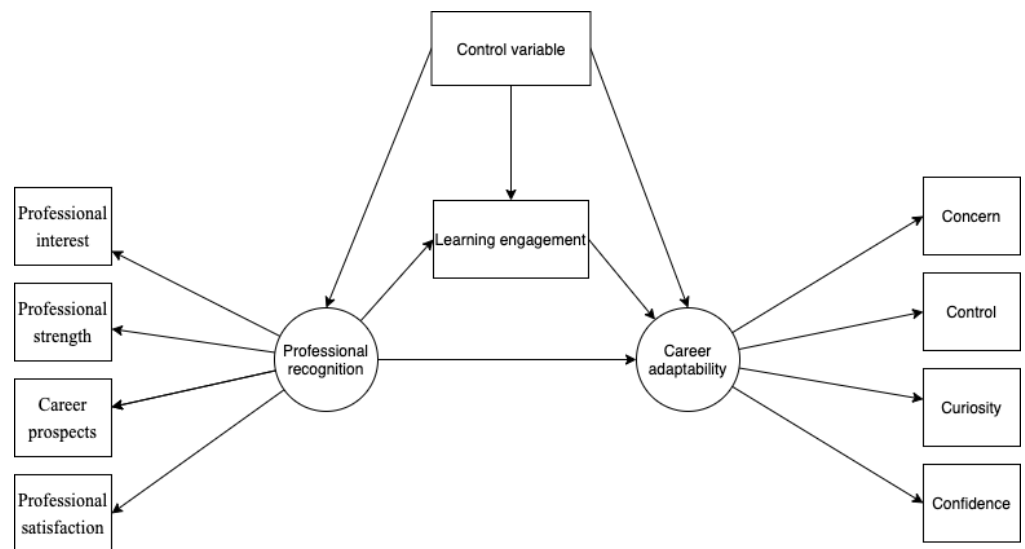 Control variable
Professional
interest
Professional
strength
Career
prospects
Professional
satisfaction
Learning engagement
Professional
recognition
Career
adaptability
Concern
Control
Curiosity
Confidence